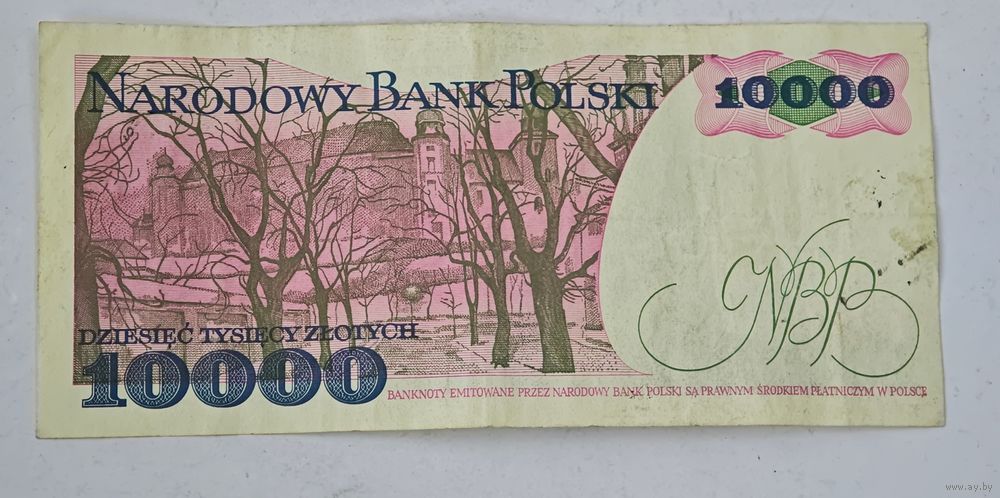 NARODOWY BANK POLSKI
10000
NBP
DZIESIĘĆ TYSIĘCY ZŁOTYCH
10000
BANKNOTY EMITOWANE PRZEZ NARODOWY BANK POLSKI SĄ PRAWNYM ŚRODKIEM PŁATNICZYM W POLSCE
www.ay.by